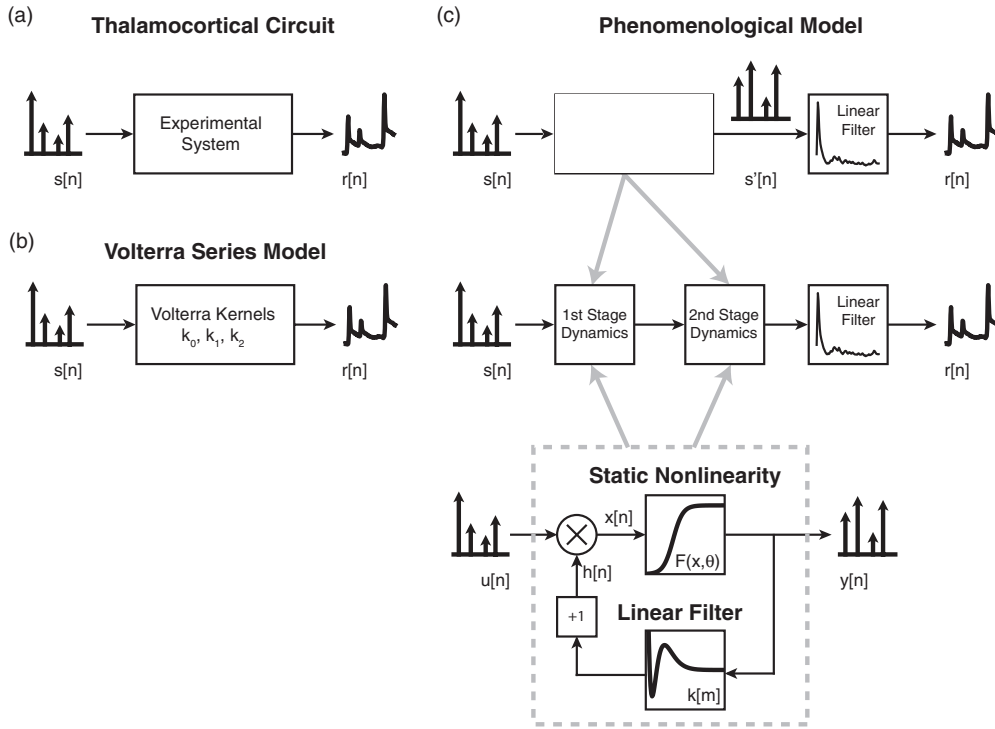 (a)
Thalamocortical Circuit
s[n]
Experimental
System
r[n]
(b)
Volterra Series Model
s[n]
Volterra Kernels
k0, k1, k2
r[n]
(c)
Phenomenological Model
s[n]
s'[n]
Linear
Filter
r[n]
s[n]
1st Stage
Dynamics
2nd Stage
Dynamics
Linear
Filter
r[n]
Static Nonlinearity
u[n]
x[n]
h[n]
F(x,θ)
y[n]
+1
Linear Filter
k[m]